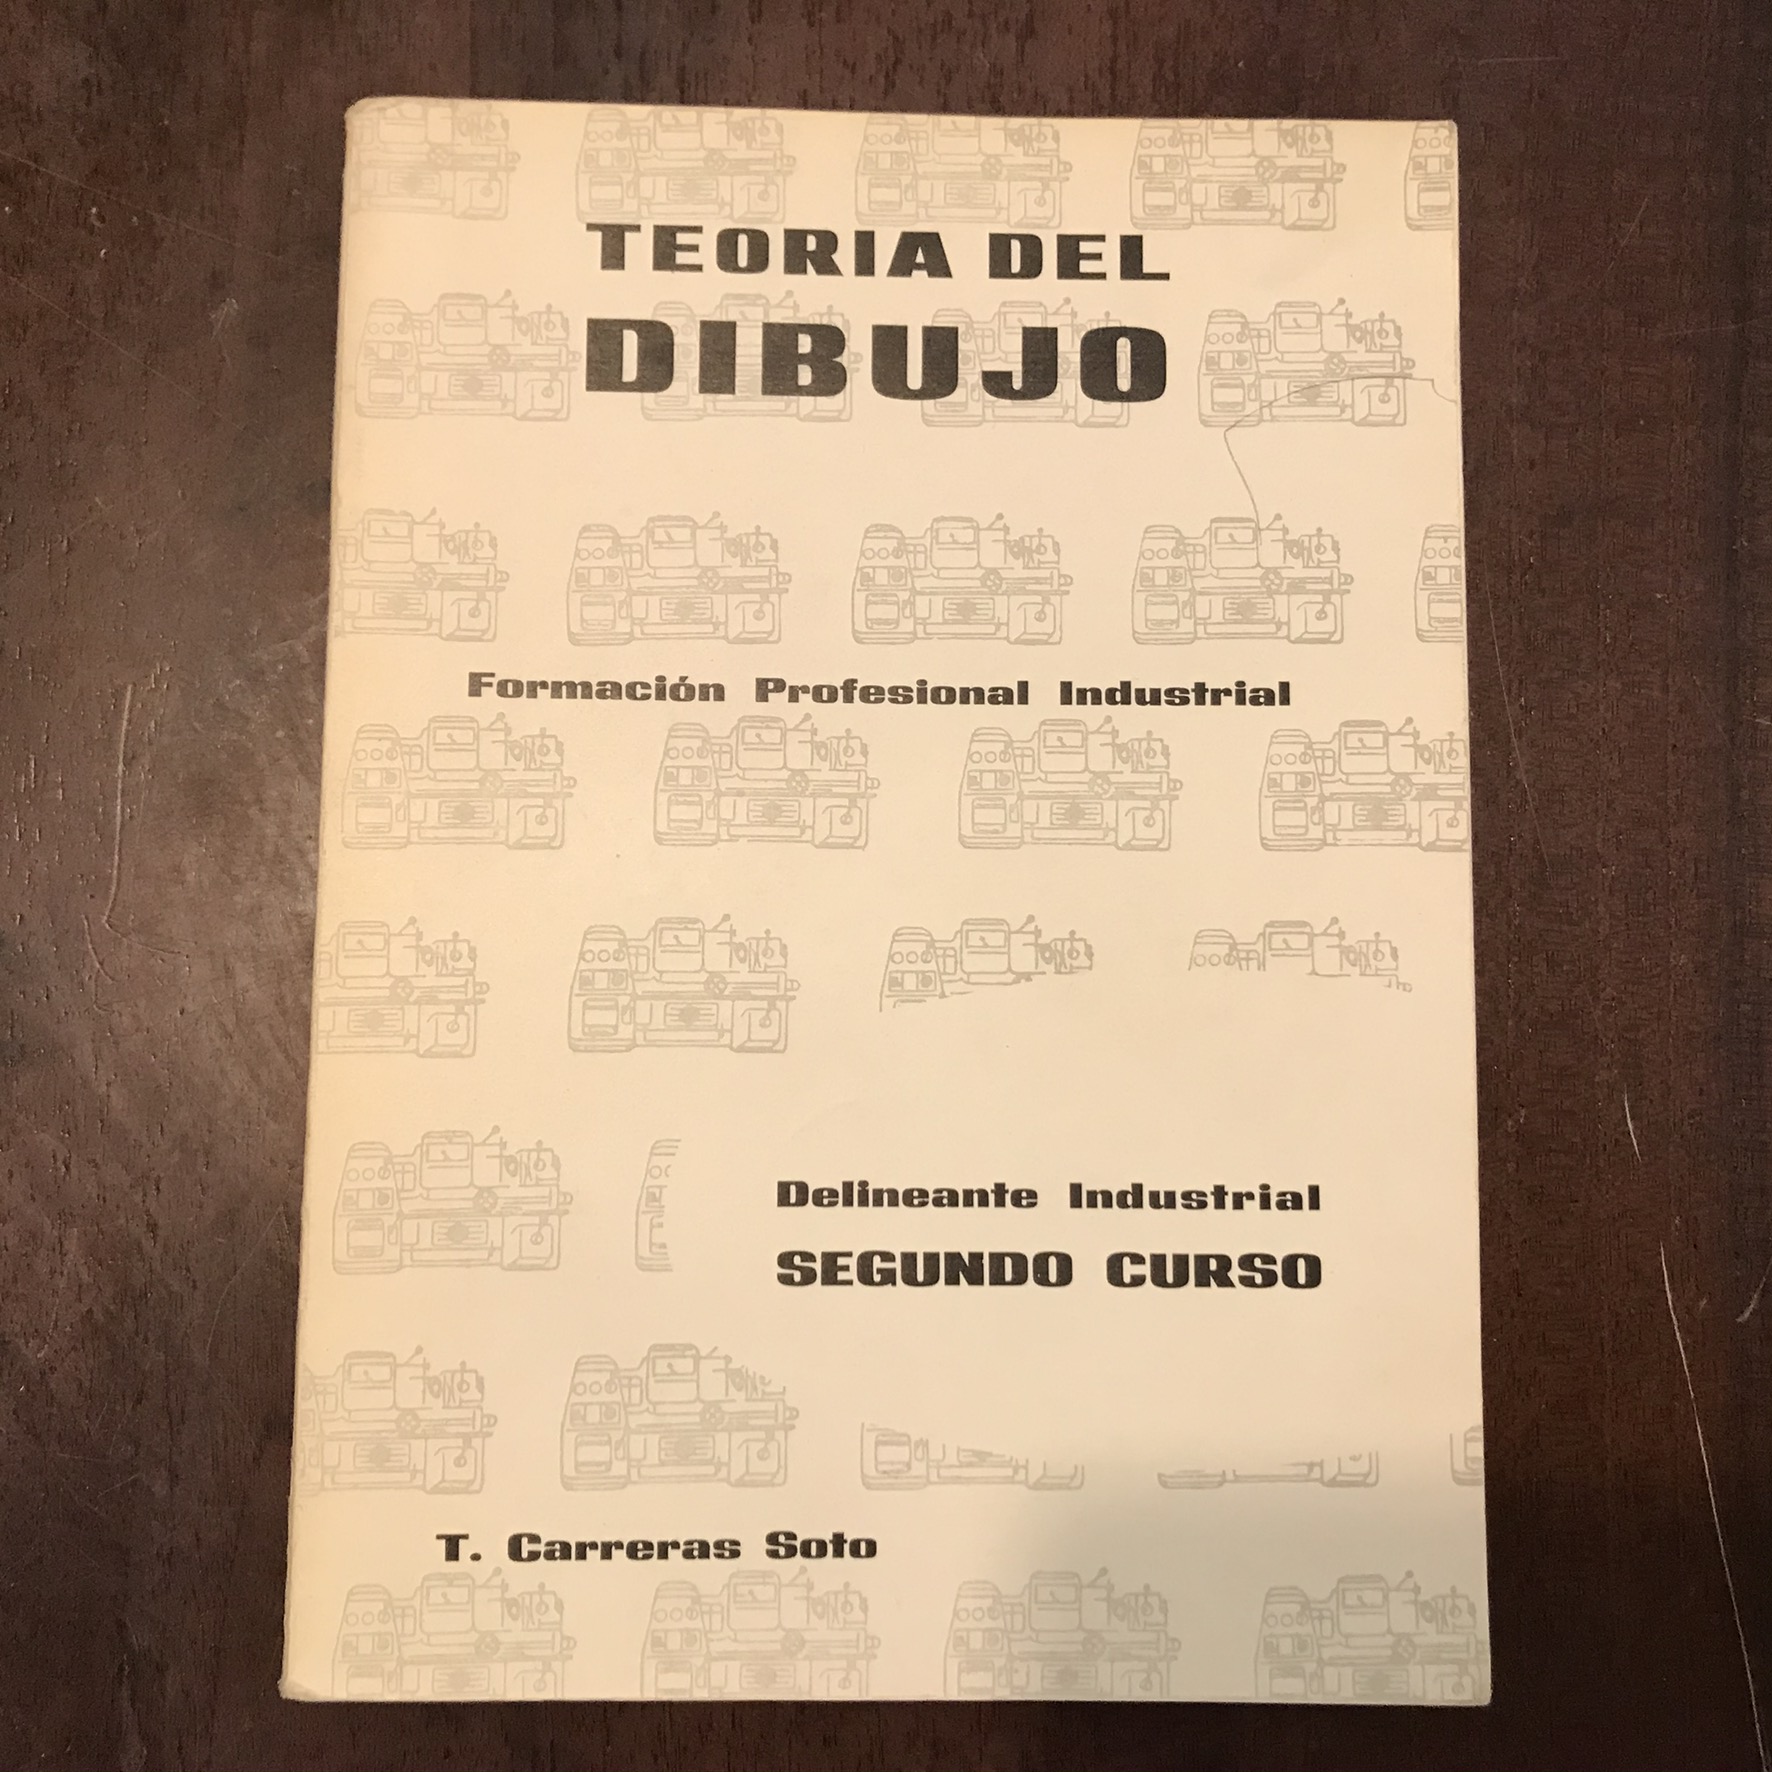 TEORIA DEL
DIBUJO
Formación Profesional Industrial
Delineante Industrial
SEGUNDO CURSO
T. Carreras Soto